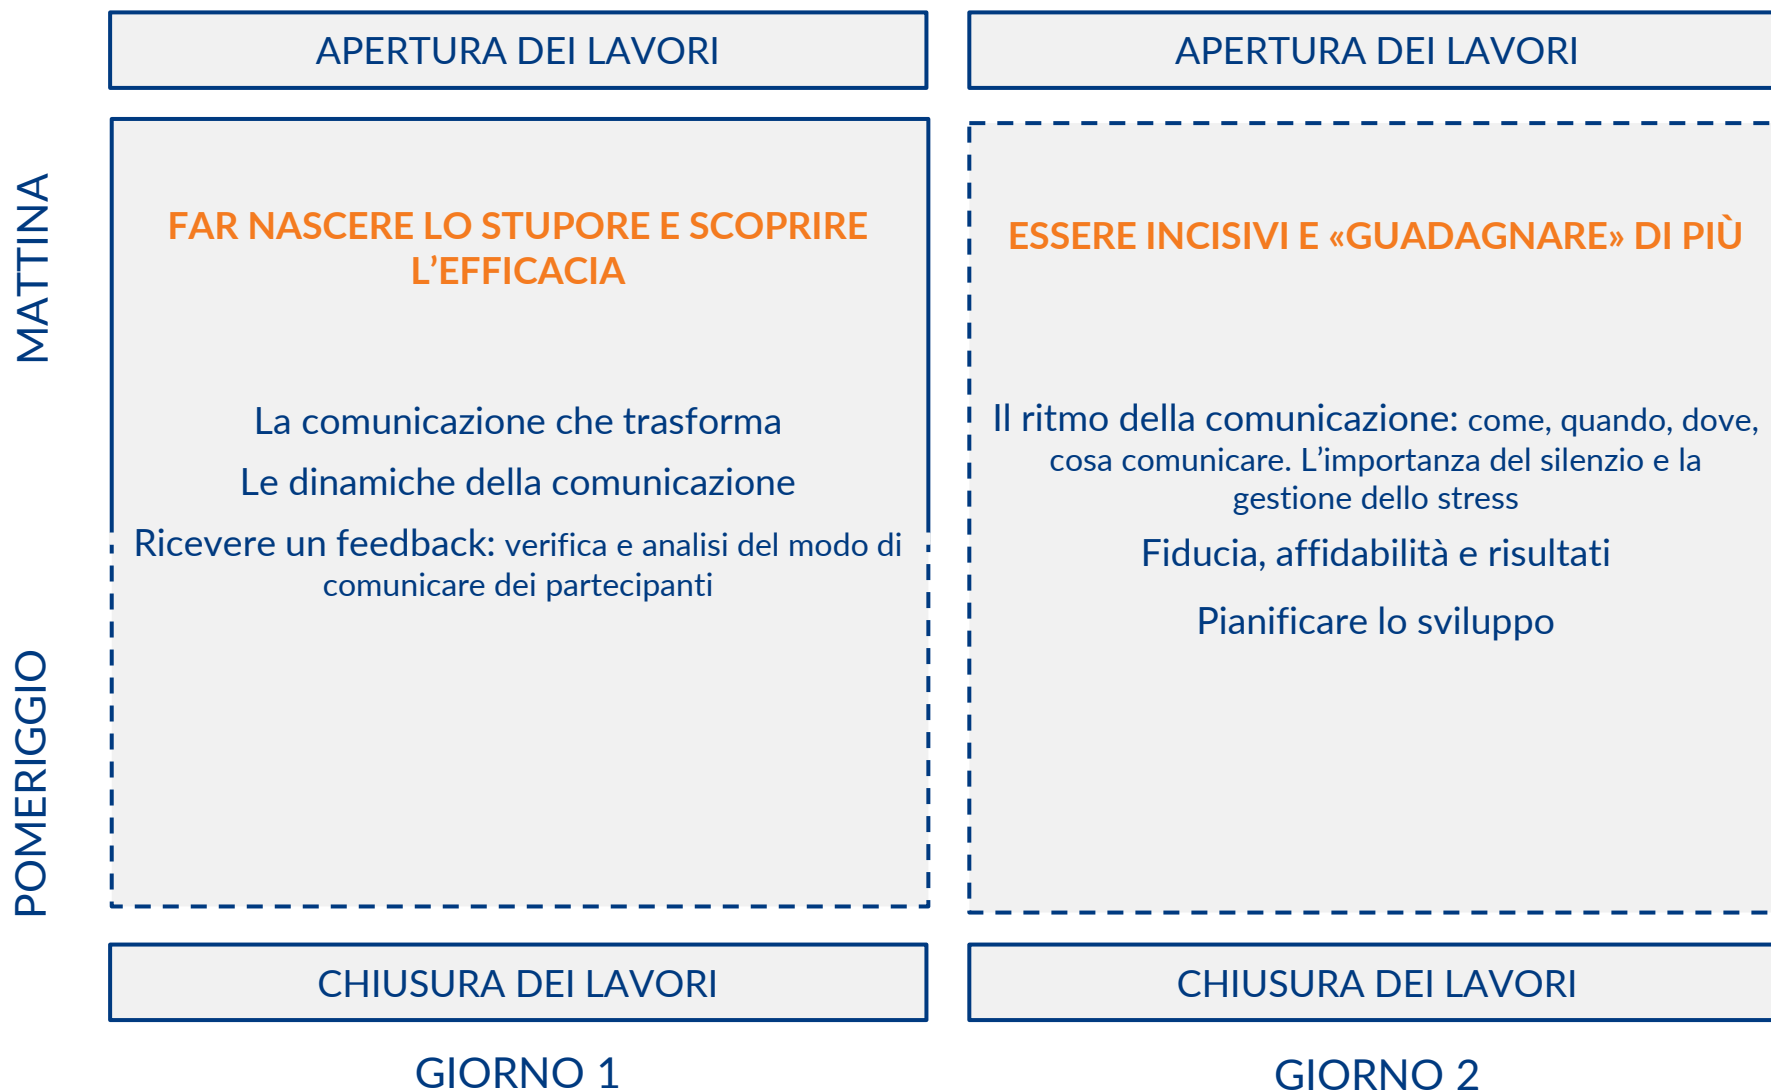 APERTURA DEI LAVORI
APERTURA DEI LAVORI
MATTINA
FAR NASCERE LO STUPORE E SCOPRIRE
L’EFFICACIA
La comunicazione che trasforma
Le dinamiche della comunicazione
Ricevere un feedback: verifica e analisi del modo di
comunicare dei partecipanti
ESSERE INCISIVI E «GUADAGNARE» DI PIÙ
Il ritmo della comunicazione: come, quando, dove,
cosa comunicare. L’importanza del silenzio e la
gestione dello stress
Fiducia, affidabilità e risultati
Pianificare lo sviluppo
POMERIGGIO
CHIUSURA DEI LAVORI
CHIUSURA DEI LAVORI
GIORNO 1
GIORNO 2